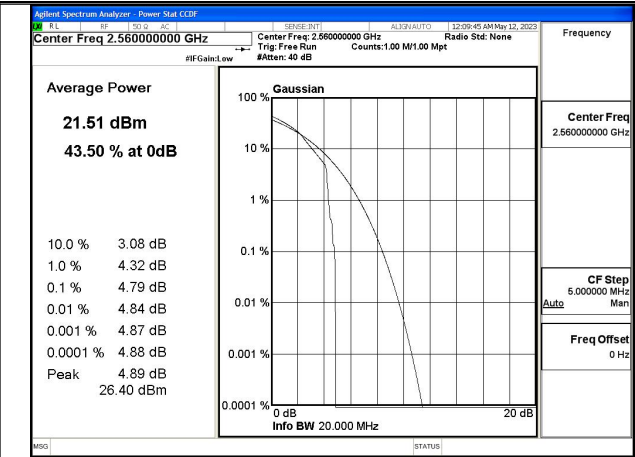 Agilent Spectrum Analyzer - Power Stat CCDF
RL RF 50 Ω AC SENSE:INT ALIGN AUTO 12:09:45 AM May 12, 2023
Center Freq 2.560000000 GHz
Center Freq: 2.560000000 GHz Radio Std: None
Trig: Free Run Counts:1.00 M/1.00 Mpt
#IFGain:Low #Atten: 40 dB
Frequency
Average Power
21.51 dBm
43.50 % at 0dB
10.0 % 3.08 dB
1.0 % 4.32 dB
0.1 % 4.79 dB
0.01 % 4.84 dB
0.001 % 4.87 dB
0.0001 % 4.88 dB
Peak 4.89 dB
26.40 dBm
Gaussian
100 %
10 %
1 %
0.1 %
0.01 %
0.001 %
0.0001 %
0 dB 20 dB
Info BW 20.000 MHz
Center Freq
2.560000000 GHz
CF Step
5.000000 MHz
Auto Man
Freq Offset
0 Hz
MSG STATUS